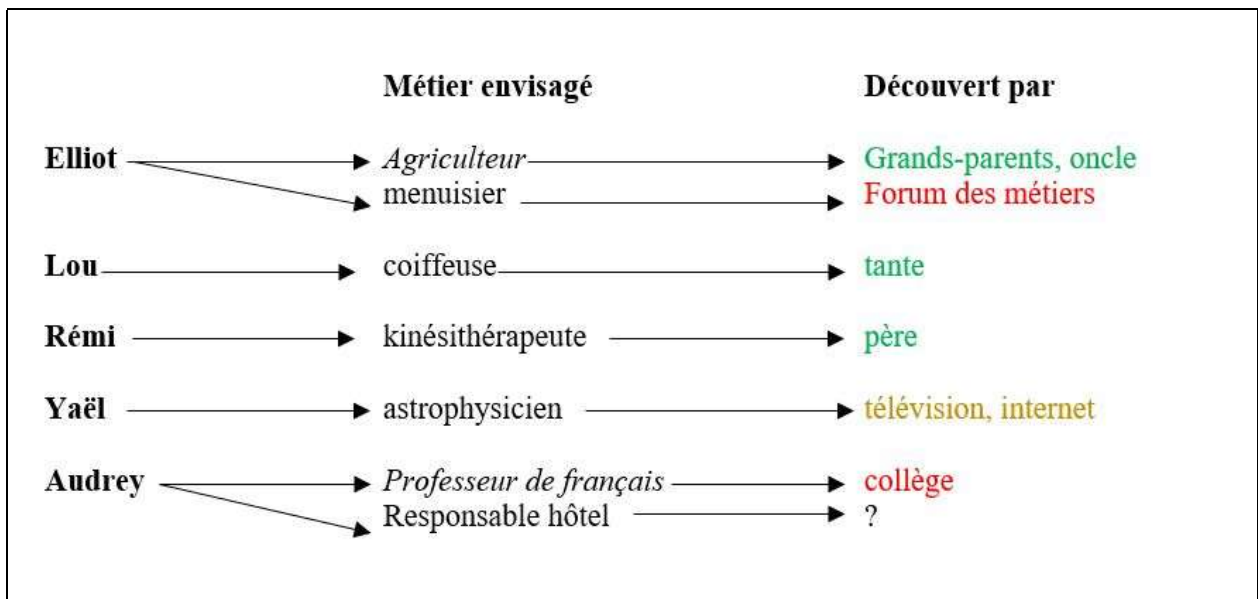 Métier envisagé Découvert par
Elliot Agriculteur Grands-parents, oncle
menuisier Forum des métiers
Lou coiffeuse tante
Rémi kinésithérapeute père
Yaël astrophysicien télévision, internet
Audrey Professeur de français collège
Responsable hôtel ?